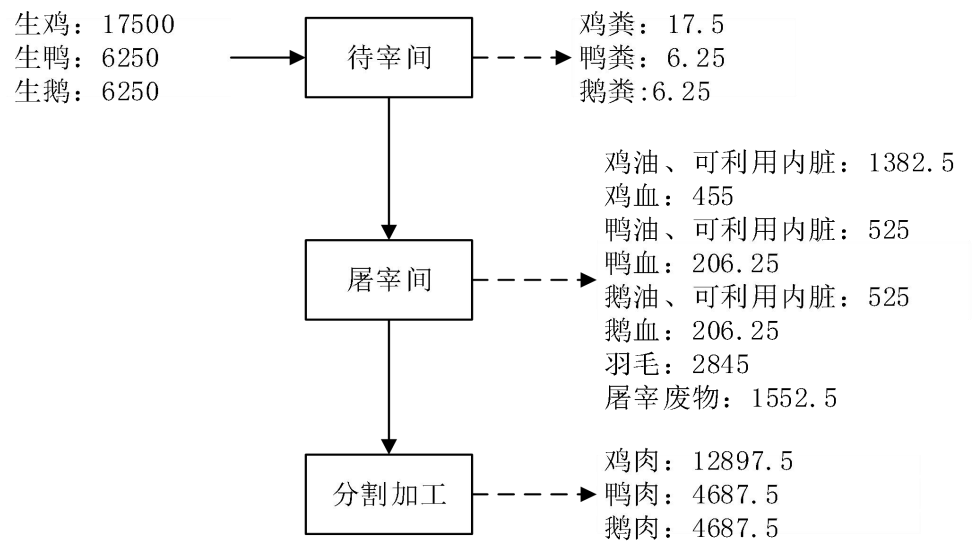 生鸡：17500
生鸭：6250
生鹅：6250
待宰间
鸡粪：17.5
鸭粪：6.25
鹅粪:6.25
鸡油、可利用内脏：1382.5
鸡血：455
鸭油、可利用内脏：525
鸭血：206.25
屠宰间
鹅油、可利用内脏：525
鹅血：206.25
羽毛：2845
屠宰废物：1552.5
分割加工
鸡肉：12897.5
鸭肉：4687.5
鹅肉：4687.5